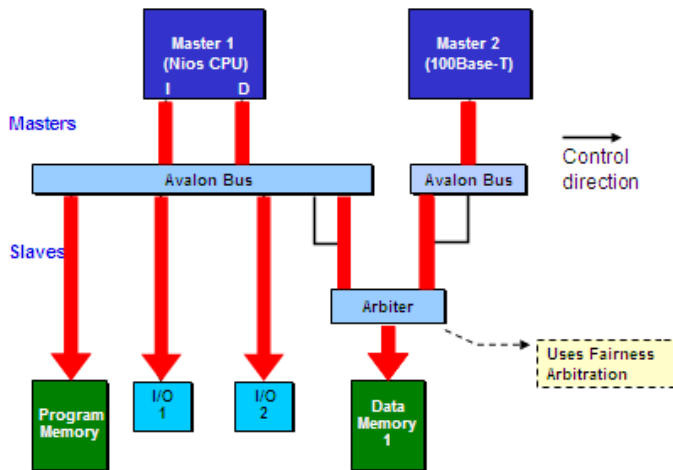 Master 1
(Nios CPU)
I D
Master 2
(100Base-T)
Masters
Avalon Bus
Avalon Bus
Control
direction
Slaves
Arbiter
Uses Fairness
Arbitration
Program
Memory
I/O
1
I/O
2
Data
Memory
1